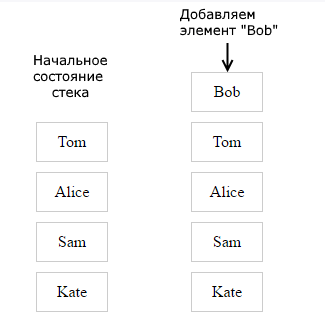 Начальное
состояние
стека
Tom
Alice
Sam
Kate
Добавляем
элемент "Bob"
Bob
Tom
Alice
Sam
Kate